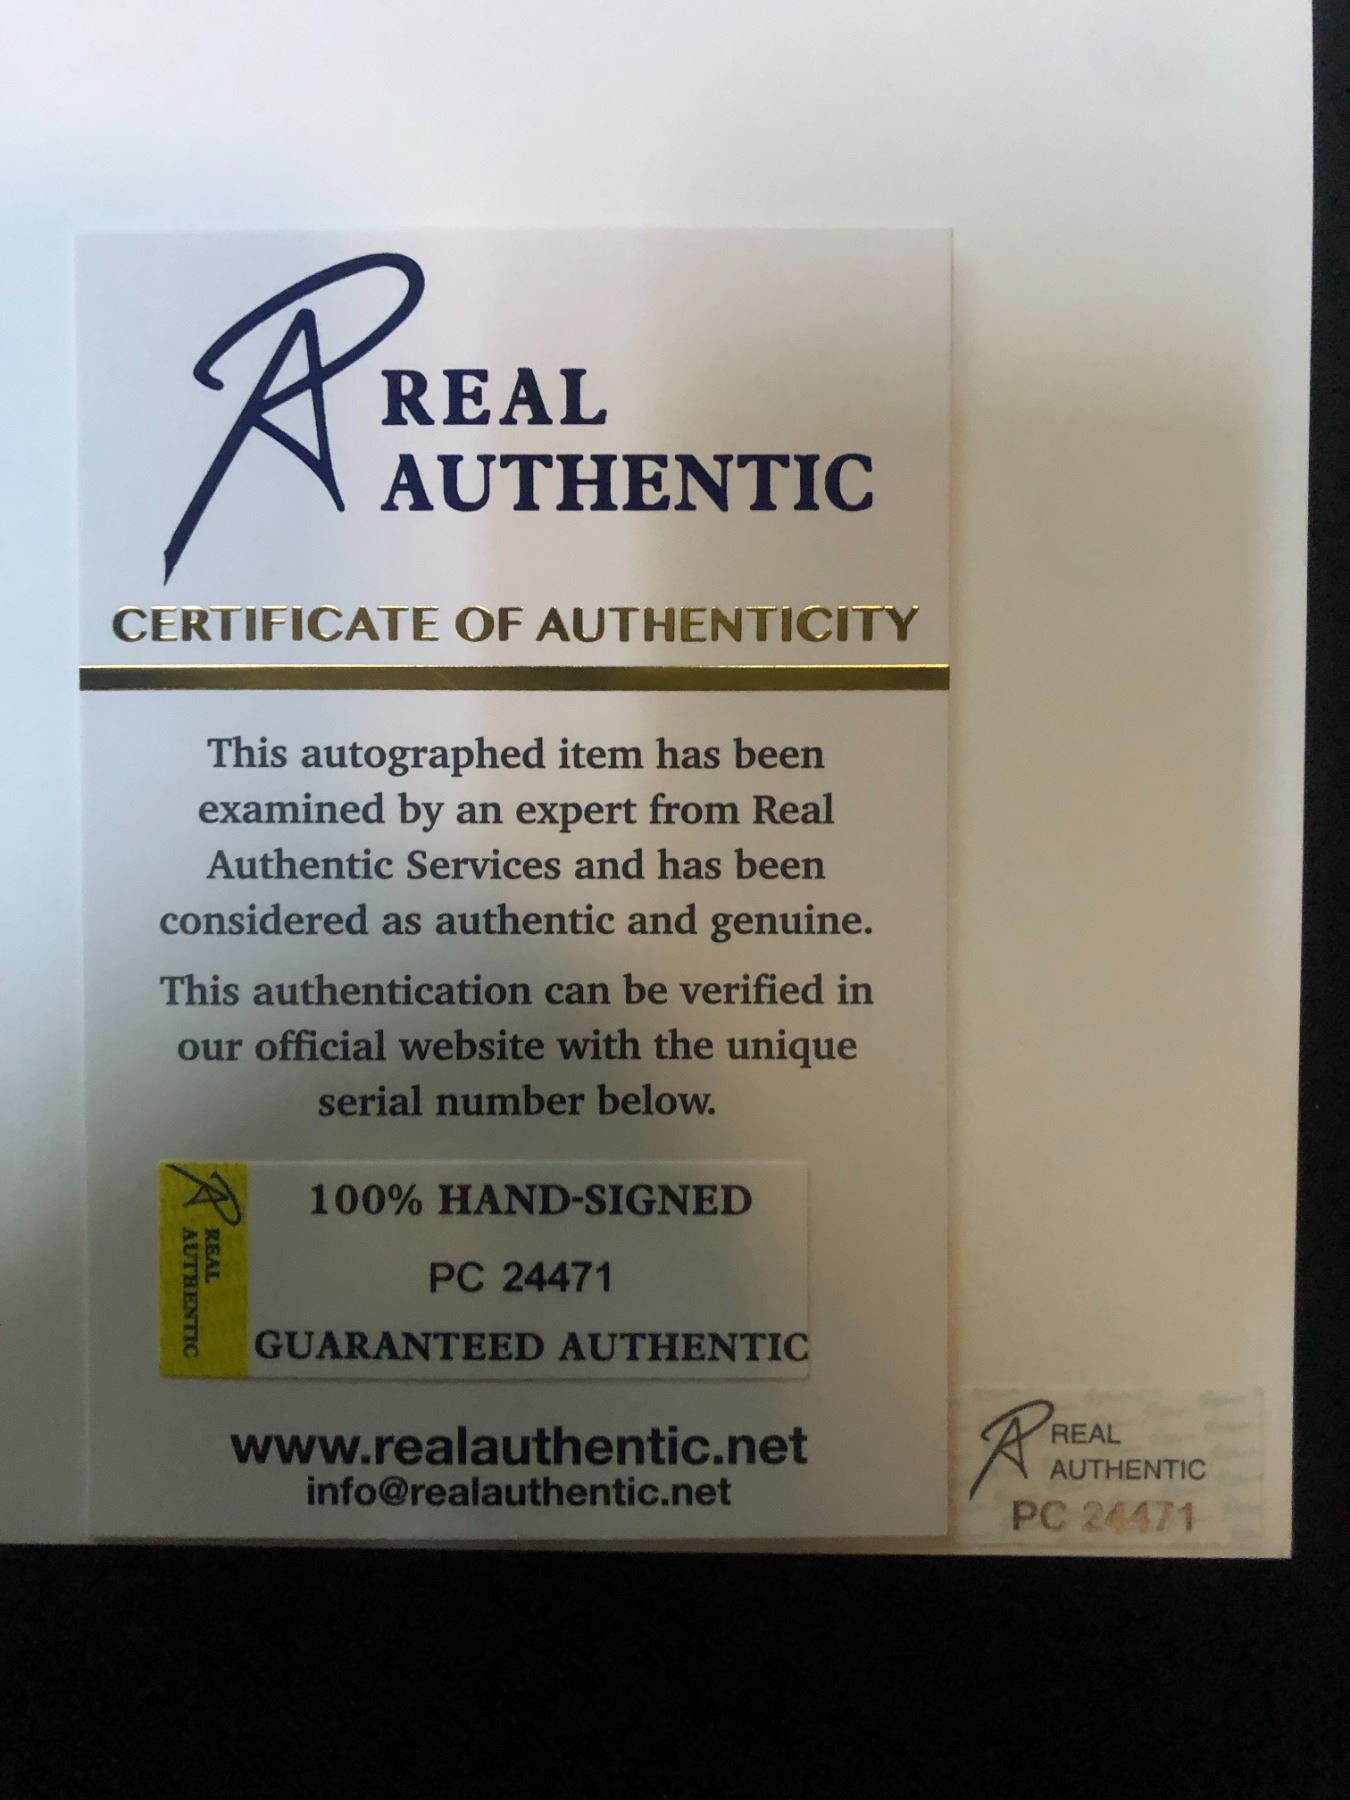 REAL
AUTHENTIC
CERTIFICATE OF AUTHENTICITY
This autographed item has been
examined by an expert from Real
Authentic Services and has been
considered as authentic and genuine.
This authentication can be verified in
our official website with the unique
serial number below.
REAL
AUTHENTIC
100% HAND-SIGNED
PC 24471
GUARANTEED AUTHENTIC
www.realauthentic.net
info@realauthentic.net
REAL
AUTHENTIC
PC 24471